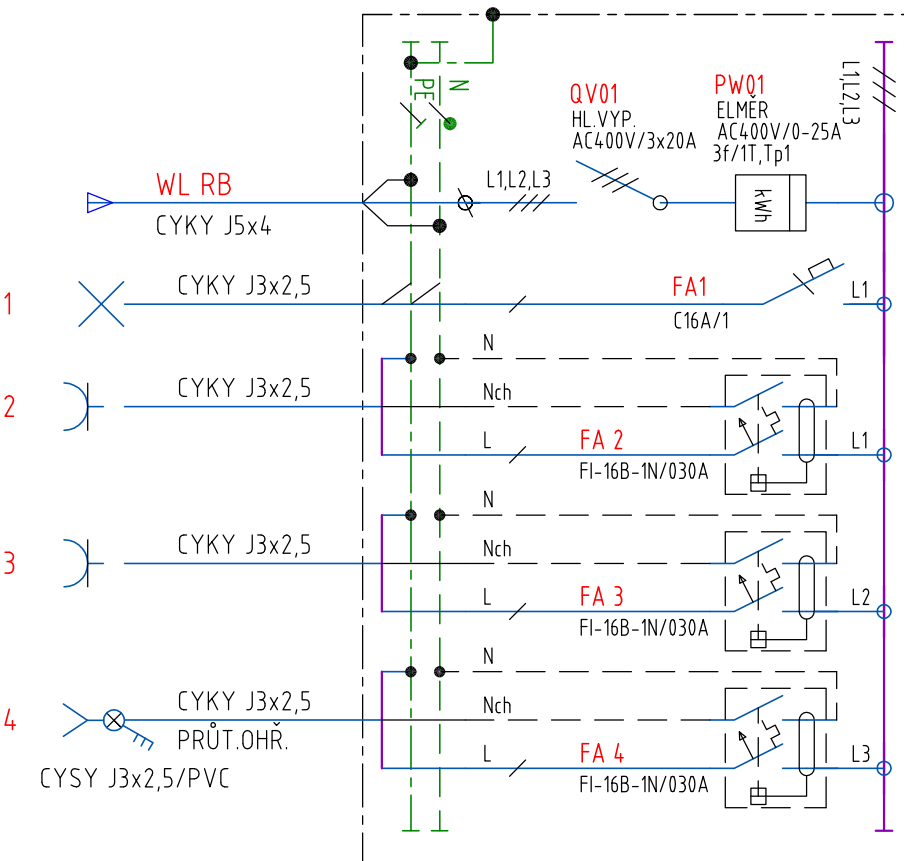 N
PE
L1,L2,L3
QV01
HL.VYP.
AC400V/3x20A
PW01
ELMĚR
AC400V/0-25A
3f/1T,Tp1
WL RB
CYKY J5x4
L1,L2,L3
kWh
1
CYKY J3x2,5
FA1
C16A/1
L1
2
CYKY J3x2,5
N
Nch
L
FA 2
FI-16B-1N/030A
L1
3
CYKY J3x2,5
N
Nch
L
FA 3
FI-16B-1N/030A
L2
4
CYKY J3x2,5
PRŮT.OHŘ.
CYSY J3x2,5/PVC
N
Nch
L
FA 4
FI-16B-1N/030A
L3